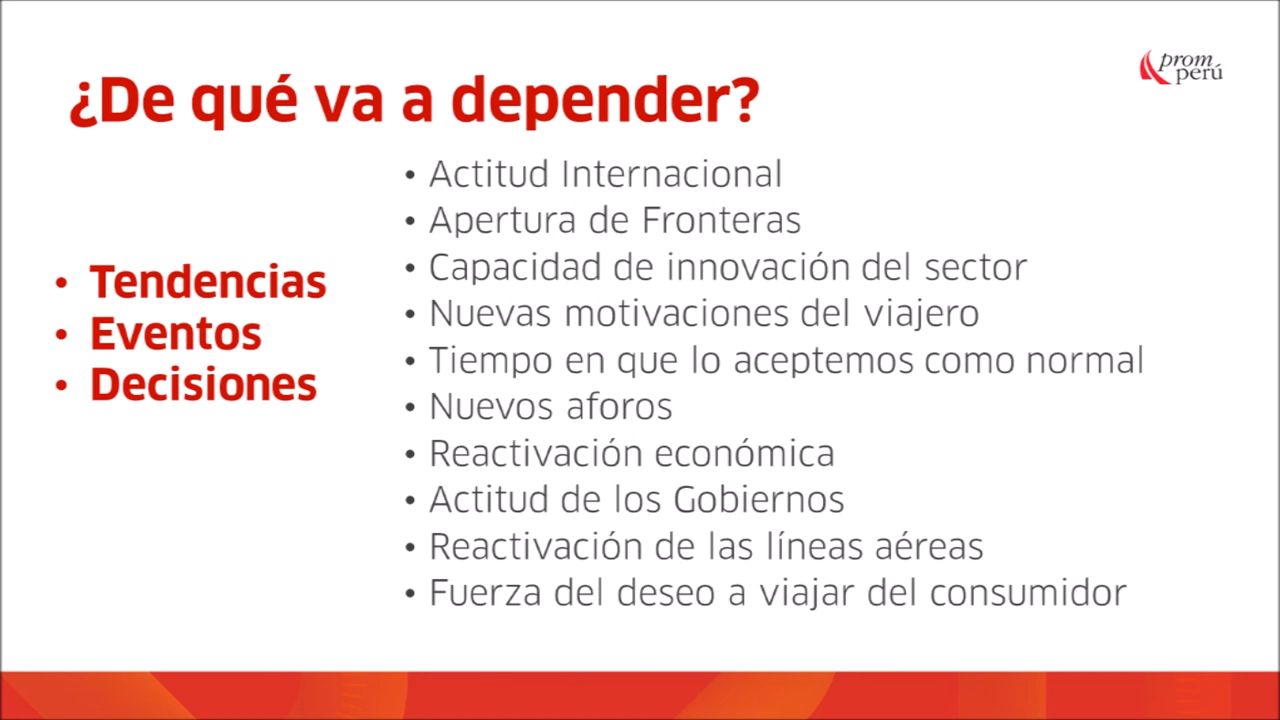 ¿De qué va a depender?
prom
perú
• Tendencias
• Eventos
• Decisiones
• Actitud Internacional
• Apertura de Fronteras
• Capacidad de innovación del sector
• Nuevas motivaciones del viajero
• Tiempo en que lo aceptemos como normal
• Nuevos aforos
• Reactivación económica
• Actitud de los Gobiernos
• Reactivación de las líneas aéreas
• Fuerza del deseo a viajar del consumidor